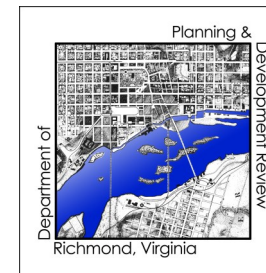 Department of
Planning &
Development Review
Richmond, Virginia